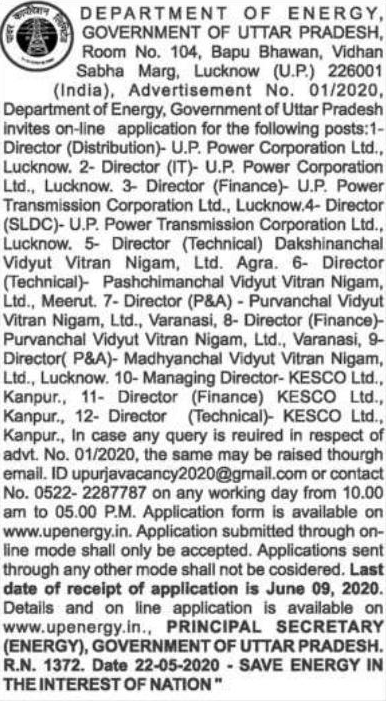 DEPARTMENT OF ENERGY,
GOVERNMENT OF UTTAR PRADESH,
Room No. 104, Bapu Bhawan, Vidhan
Sabha Marg, Lucknow (U.P.) 226001
(India), Advertisement No. 01/2020,
Department of Energy, Government of Uttar Pradesh
invites on-line application for the following posts:1-
Director (Distribution)- U.P. Power Corporation Ltd.,
Lucknow. 2- Director (IT)- U.P. Power Corporation
Ltd., Lucknow. 3- Director (Finance)- U.P. Power
Transmission Corporation Ltd., Lucknow.4- Director
(SLDC)- U.P. Power Transmission Corporation Ltd.,
Lucknow. 5- Director (Technical) Dakshinanchal
Vidyut Vitran Nigam, Ltd. Agra. 6- Director
(Technical)- Pashchimanchal Vidyut Vitran Nigam,
Ltd., Meerut. 7- Director (P&A) - Purvanchal Vidyut
Vitran Nigam, Ltd., Varanasi, 8- Director (Finance)-
Purvanchal Vidyut Vitran Nigam, Ltd., Varanasi, 9-
Director( P&A)- Madhyanchal Vidyut Vitran Nigam,
Ltd., Lucknow. 10- Managing Director- KESCO Ltd.,
Kanpur., 11- Director (Finance) KESCO Ltd.,
Kanpur., 12- Director (Technical)- KESCO Ltd.,
Kanpur., In case any query is reuired in respect of
advt. No. 01/2020, the same may be raised thourgh
email. ID upurjavacancy2020@gmail.com or contact
No. 0522- 2287787 on any working day from 10.00
am to 05.00 P.M. Application form is available on
www.upenergy.in. Application submitted through on-
line mode shall only be accepted. Applications sent
through any other mode shall not be cosidered. Last
date of receipt of application is June 09, 2020.
Details and on line application is available on
www.upenergy.in., PRINCIPAL SECRETARY
(ENERGY), GOVERNMENT OF UTTAR PRADESH.
R.N. 1372. Date 22-05-2020 - SAVE ENERGY IN
THE INTEREST OF NATION "